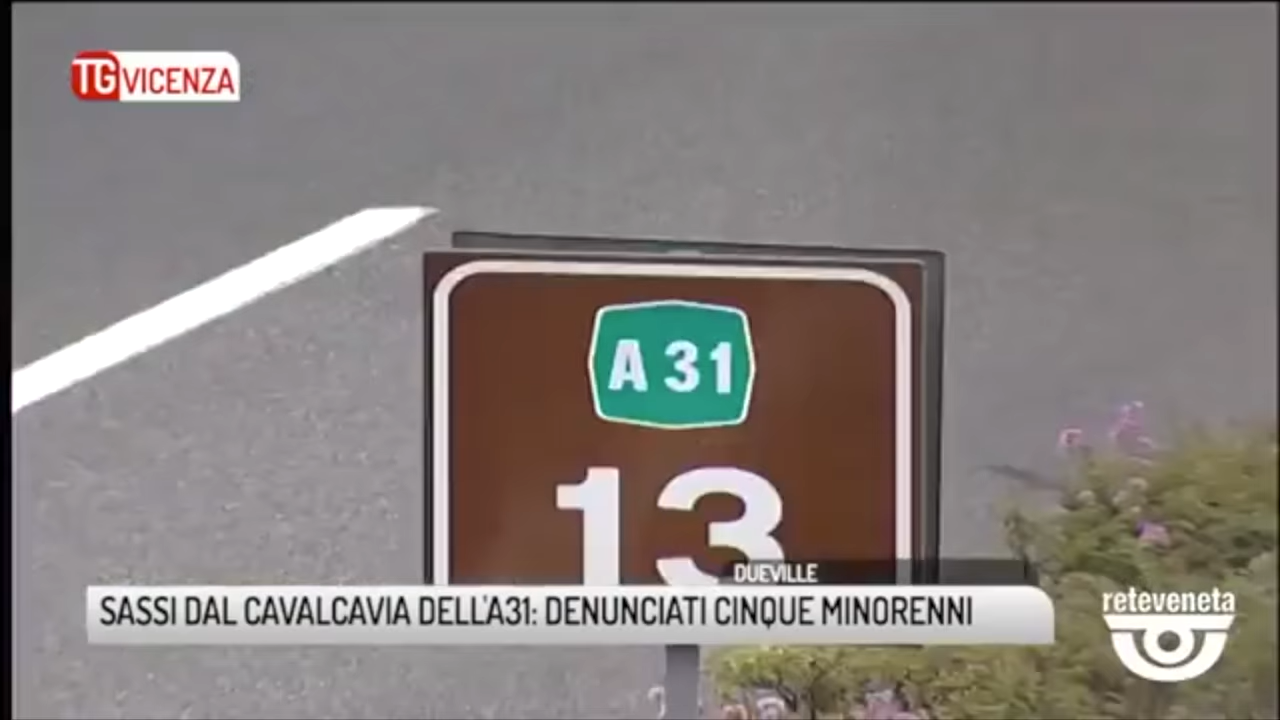 TG VICENZA
A 31
13
DUEVILLE
SASSI DAL CAVALCAVIA DELL'A31: DENUNCIATI CINQUE MINORENNI
reteveneta